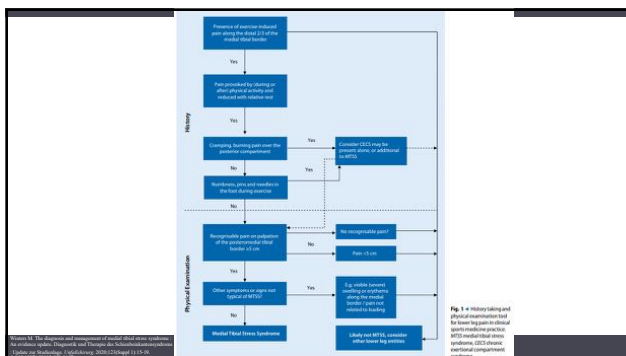 Presence of exercise induced
pain along the distal 2/3 of the
medial tibial border
Yes
Pain provoked by (during or
after) physical activity and
reduced with relative rest
Yes
History
Cramping, burning pain over the
posterior compartment
Yes
Consider CECS may be
present alone, or additional
to MTSS
No
Yes
Numbness, pins and needles in
the foot during exercise
No
Physical Examination
Recognisable pain on palpation
of the posteromedial tibial
border ≥5 cm
No recognisable pain?
No
Pain <5 cm
Yes
Other symptoms or signs not
typical of MTSS?
Yes
E.g. visible (severe)
swelling or erythema
along the medial
border / pain not
related to loading
No
Medial Tibial Stress Syndrome
Likely not MTSS, consider
other lower leg entities
Fig. 1 ◄ History taking and
physical examination tool
for lower leg pain in clinical
sports medicine practice.
MTSS medial tibial stress
syndrome, CECS chronic
exertional compartment
Winters M. The diagnosis and management of medial tibial stress syndrome :
An evidence update. Diagnostik und Therapie des Schienbeinkantensyndroms :
Update zur Studienlage. Unfallchirurg. 2020;123(Suppl 1):15-19.